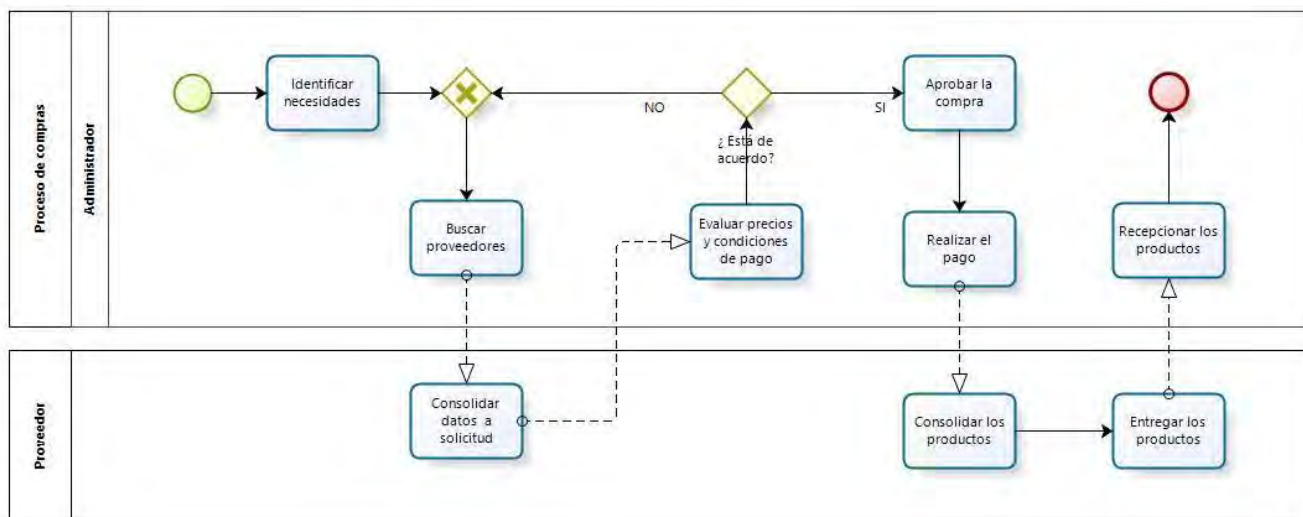 Proceso de compras
Administrador
Identificar
necesidades
NO
SI
Aprobar la
compra
¿ Está de
acuerdo?
Buscar
proveedores
Evaluar precios
y condiciones
de pago
Realizar el
pago
Recepcionar los
productos
Proveedor
Consolidar
datos a
solicitud
Consolidar los
productos
Entregar los
productos